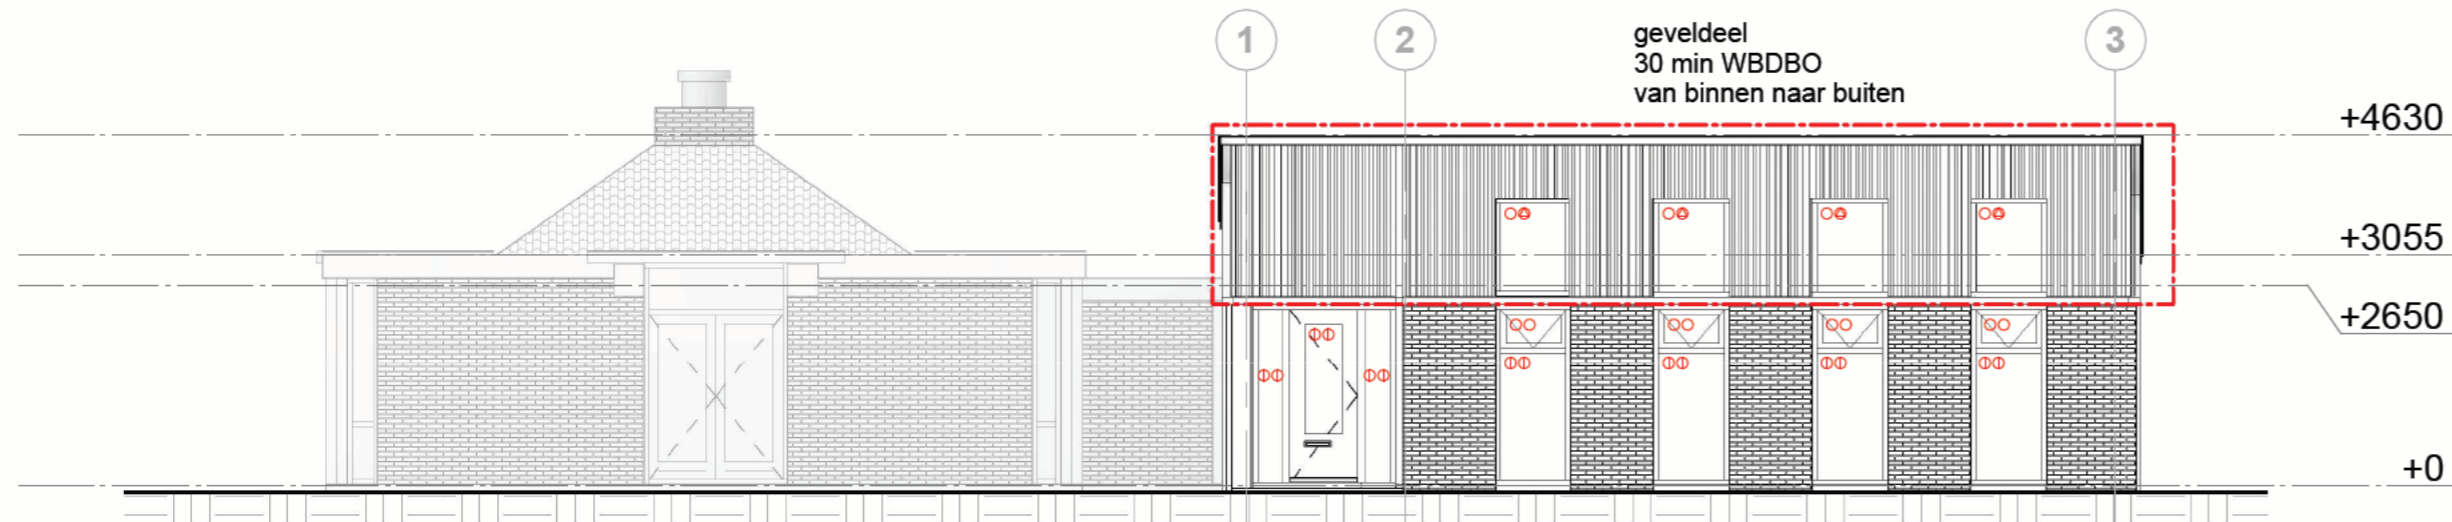 1
2
3
geveldeel
30 min WBDBO
van binnen naar buiten
+4630
+3055
+2650
+0